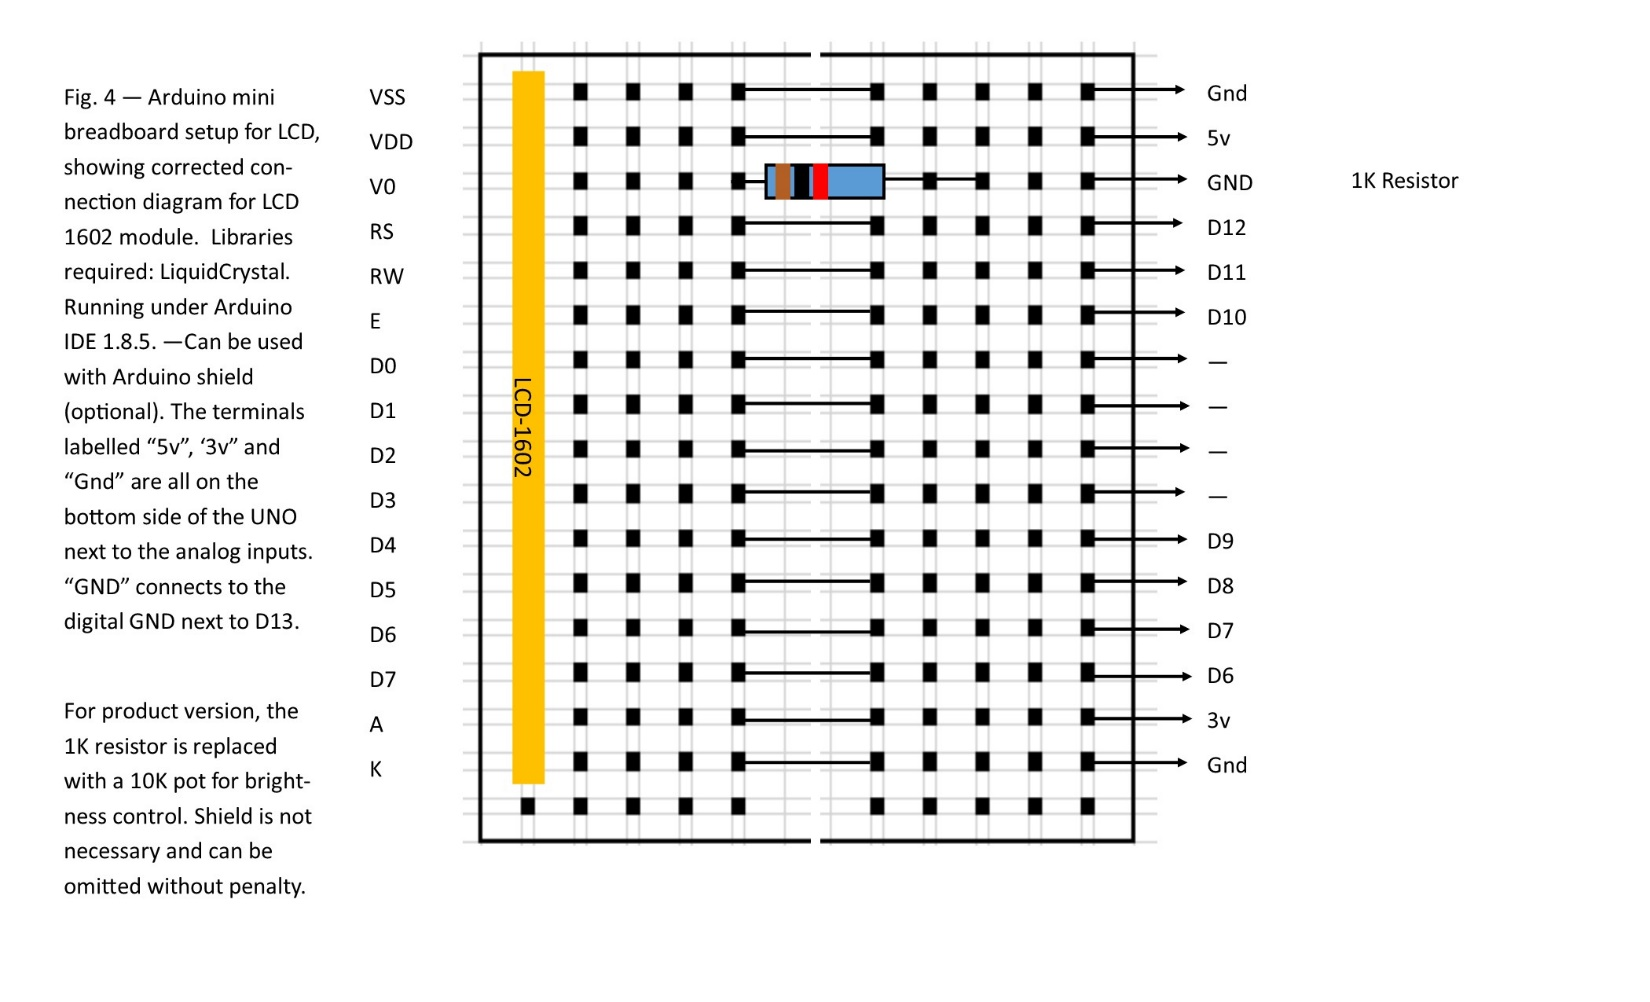 Fig. 4 — Arduino mini
breadboard setup for LCD,
showing corrected con-
nection diagram for LCD
1602 module.  Libraries
required: LiquidCrystal.
Running under Arduino
IDE 1.8.5. —Can be used
with Arduino shield
(optional). The terminals
labelled “5v”, ‘3v” and
“Gnd” are all on the
bottom side of the UNO
next to the analog inputs.
“GND” connects to the
digital GND next to D13.
For product version, the
1K resistor is replaced
with a 10K pot for bright-
ness control. Shield is not
necessary and can be
omitted without penalty.
VSS
VDD
V0
RS
RW
E
D0
D1
D2
D3
D4
D5
D6
D7
A
K
LCD-1602
Gnd
5v
GND
D12
D11
D10
—
—
—
—
D9
D8
D7
D6
3v
Gnd
1K Resistor